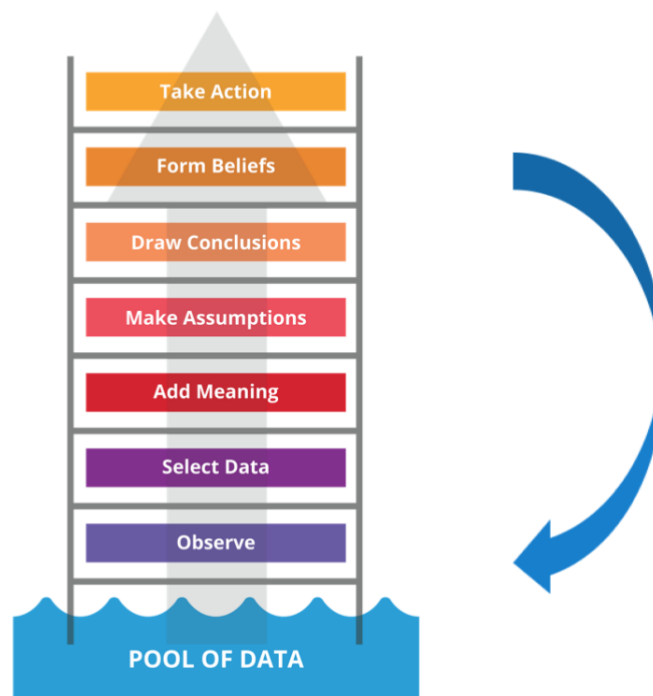 Take Action
Form Beliefs
Draw Conclusions
Make Assumptions
Add Meaning
Select Data
Observe
POOL OF DATA